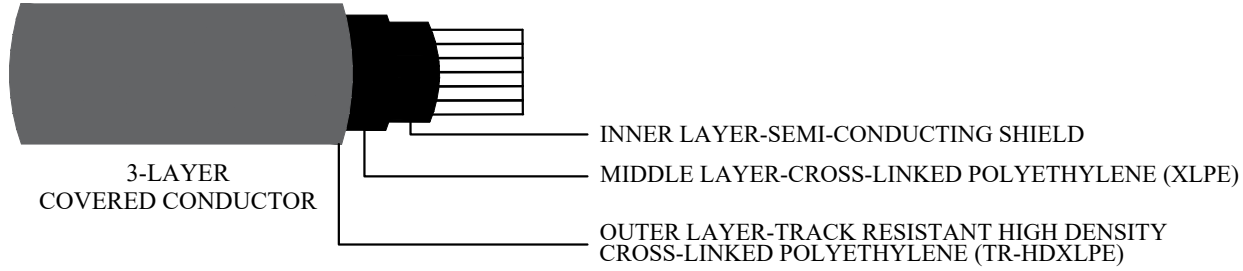 INNER LAYER-SEMI-CONDUCTING SHIELD
3-LAYER
COVERED CONDUCTOR
MIDDLE LAYER-CROSS-LINKED POLYETHYLENE (XLPE)
OUTER LAYER-TRACK RESISTANT HIGH DENSITY
CROSS-LINKED POLYETHYLENE (TR-HDXLPE)